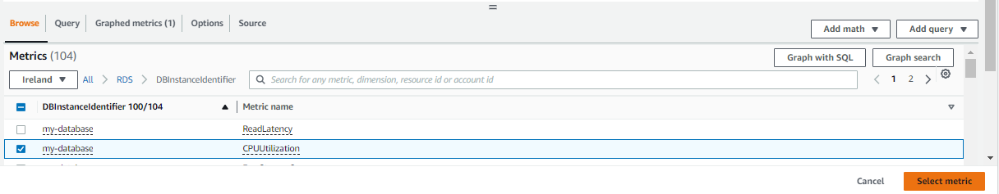 Browse Query Graphed metrics (1) Options Source
Add math Add query
Metrics (104)
Graph with SQL Graph search
Ireland All RDS DBInstanceIdentifier Search for any metric, dimension, resource id or account id 1 2
DBInstanceIdentifier 100/104 Metric name
my-database ReadLatency
my-database CPUUtilization
Cancel Select metric